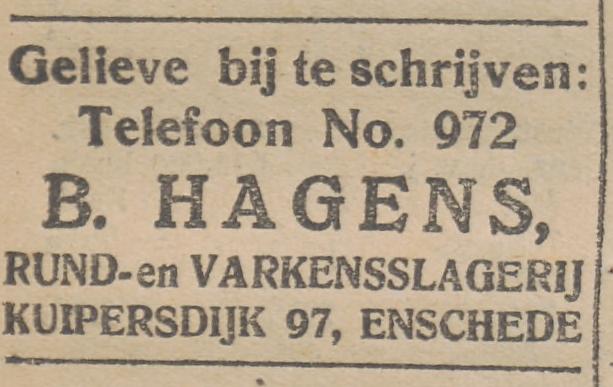 Gelieve bij te schrijven:
Telefoon No. 972
B. HAGENS,
RUND- en VARKENSSLAGERIJ
KUIPERSDIJK 97, ENSCHEDE